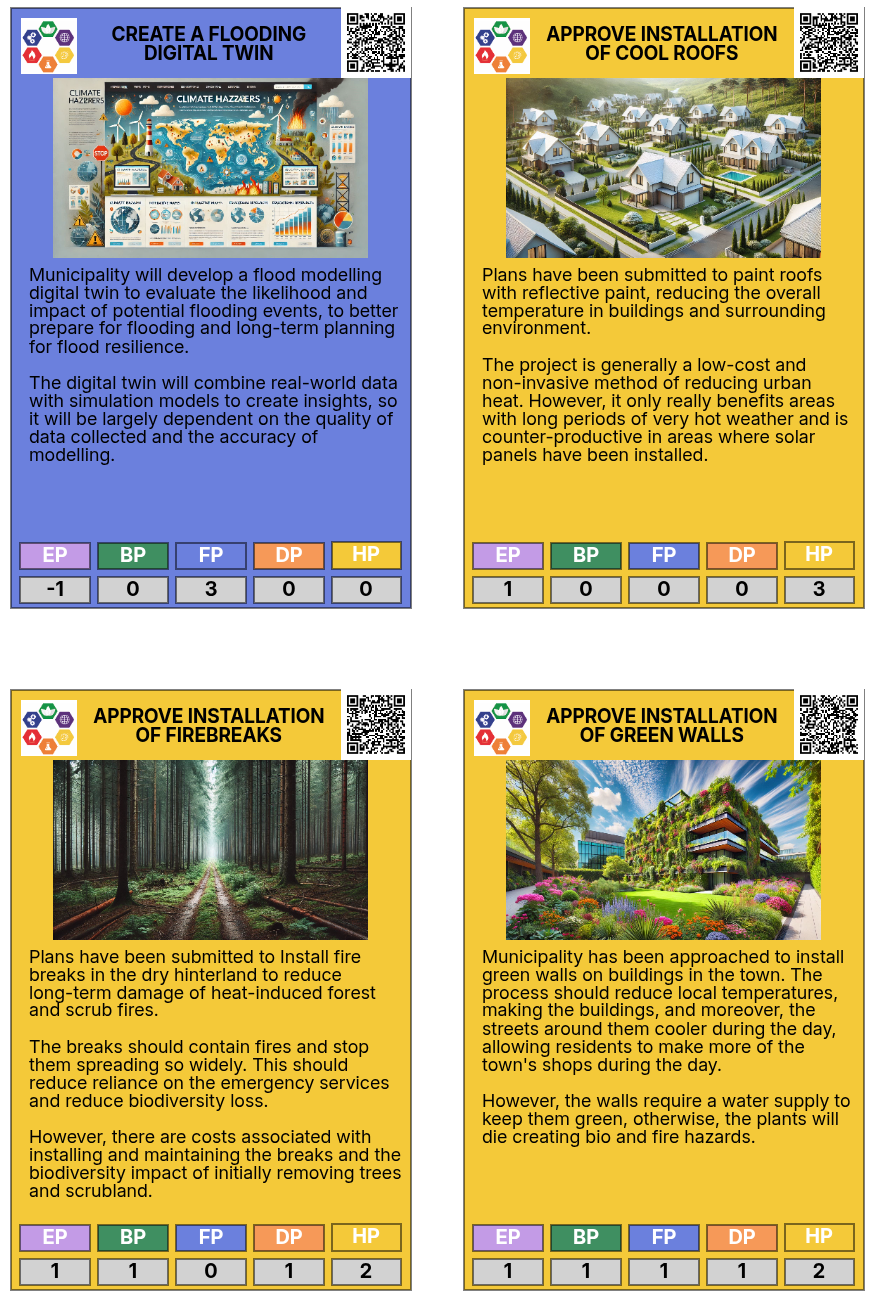 CREATE A FLOODING
DIGITAL TWIN
CLIMATE
CLIMATE HAZZAERS
STOP
Municipality will develop a flood modelling
digital twin to evaluate the likelihood and
impact of potential flooding events, to better
prepare for flooding and long-term planning
for flood resilience.
The digital twin will combine real-world data
with simulation models to create insights, so
it will be largely dependent on the quality of
data collected and the accuracy of
modelling.
EP BP FP DP HP
-1 0 3 0 0
APPROVE INSTALLATION
OF COOL ROOFS
Plans have been submitted to paint roofs
with reflective paint, reducing the overall
temperature in buildings and surrounding
environment.
The project is generally a low-cost and
non-invasive method of reducing urban
heat. However, it only really benefits areas
with long periods of very hot weather and is
counter-productive in areas where solar
panels have been installed.
EP BP FP DP HP
1 0 0 0 3
APPROVE INSTALLATION
OF FIREBREAKS
Plans have been submitted to Install fire
breaks in the dry hinterland to reduce
long-term damage of heat-induced forest
and scrub fires.
The breaks should contain fires and stop
them spreading so widely. This should
reduce reliance on the emergency services
and reduce biodiversity loss.
However, there are costs associated with
installing and maintaining the breaks and the
biodiversity impact of initially removing trees
and scrubland.
EP BP FP DP HP
1 1 0 1 2
APPROVE INSTALLATION
OF GREEN WALLS
Municipality has been approached to install
green walls on buildings in the town. The
process should reduce local temperatures,
making the buildings, and moreover, the
streets around them cooler during the day,
allowing residents to make more of the
town's shops during the day.
However, the walls require a water supply to
keep them green, otherwise, the plants will
die creating bio and fire hazards.
EP BP FP DP HP
1 1 1 1 2